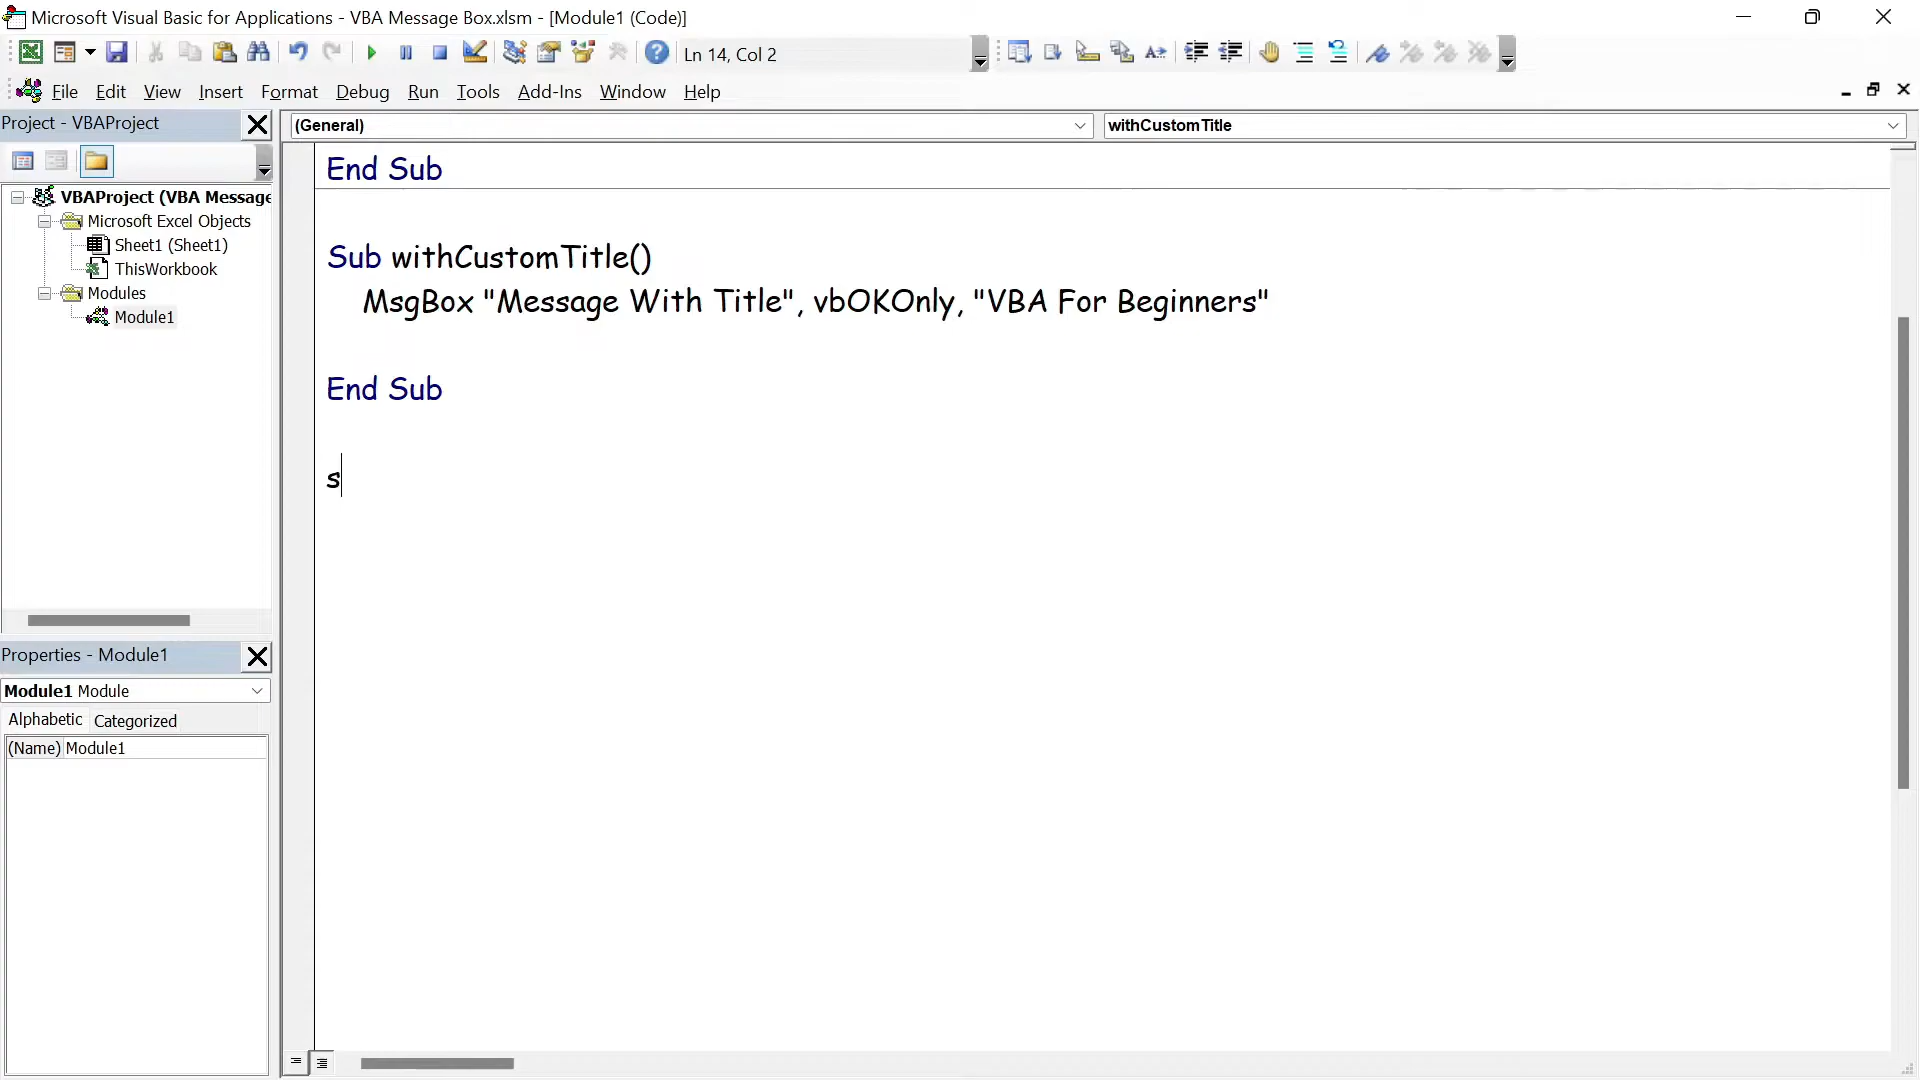 Microsoft Visual Basic for Applications - VBA Message Box.xlsm - [Module1 (Code)]
Ln 14, Col 2
File Edit View Insert Format Debug Run Tools Add-Ins Window Help
Project - VBAProject
(General)
withCustomTitle
VBAProject (VBA Message
Microsoft Excel Objects
Sheet1 (Sheet1)
ThisWorkbook
Modules
Module1
End Sub
Sub withCustomTitle()
MsgBox "Message With Title", vbOKOnly, "VBA For Beginners"
End Sub
s
Properties - Module1
Module1 Module
Alphabetic Categorized
(Name) Module1